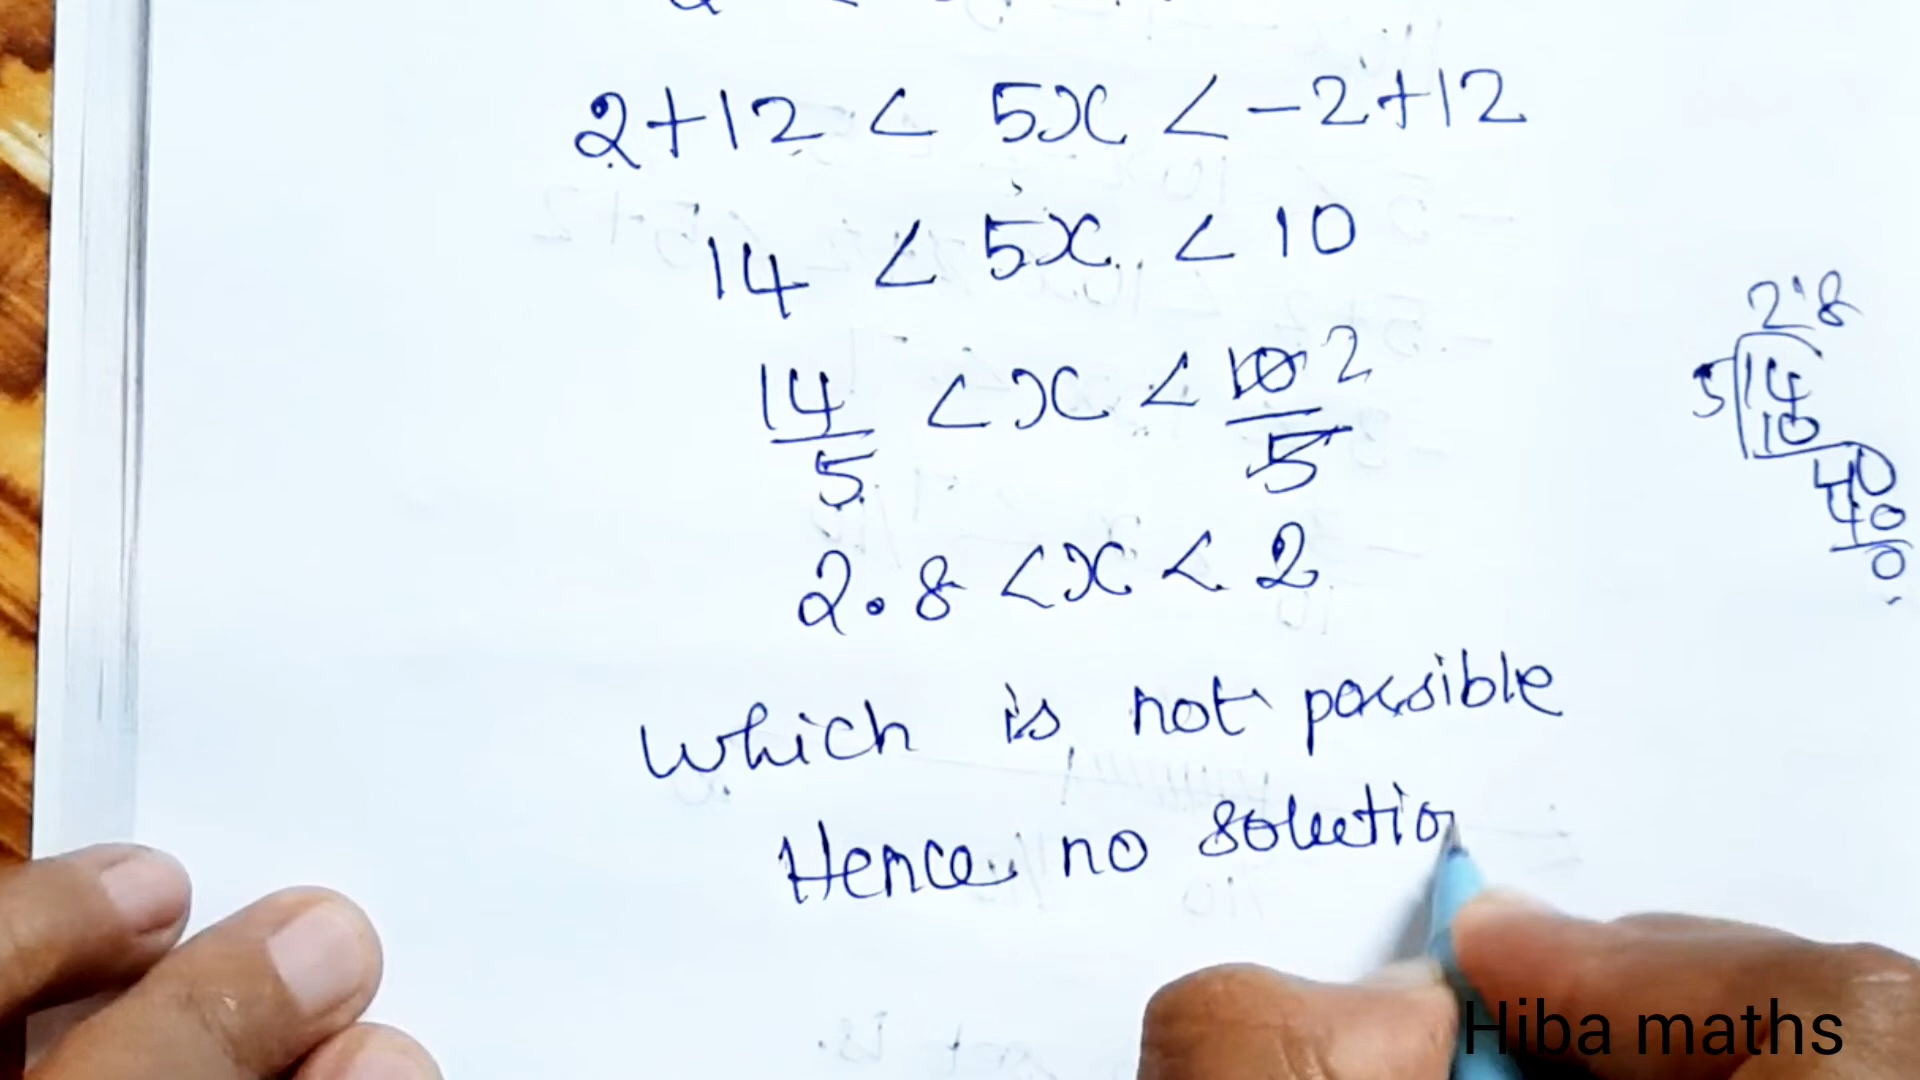 2+12 < 5x < -2+12
14 < 5x < 10
14/5 < x < 10/5 2
2.8 < x < 2
which is not possible
Hence no solutio
2.8
5 14
10
40
40
0
Hiba maths